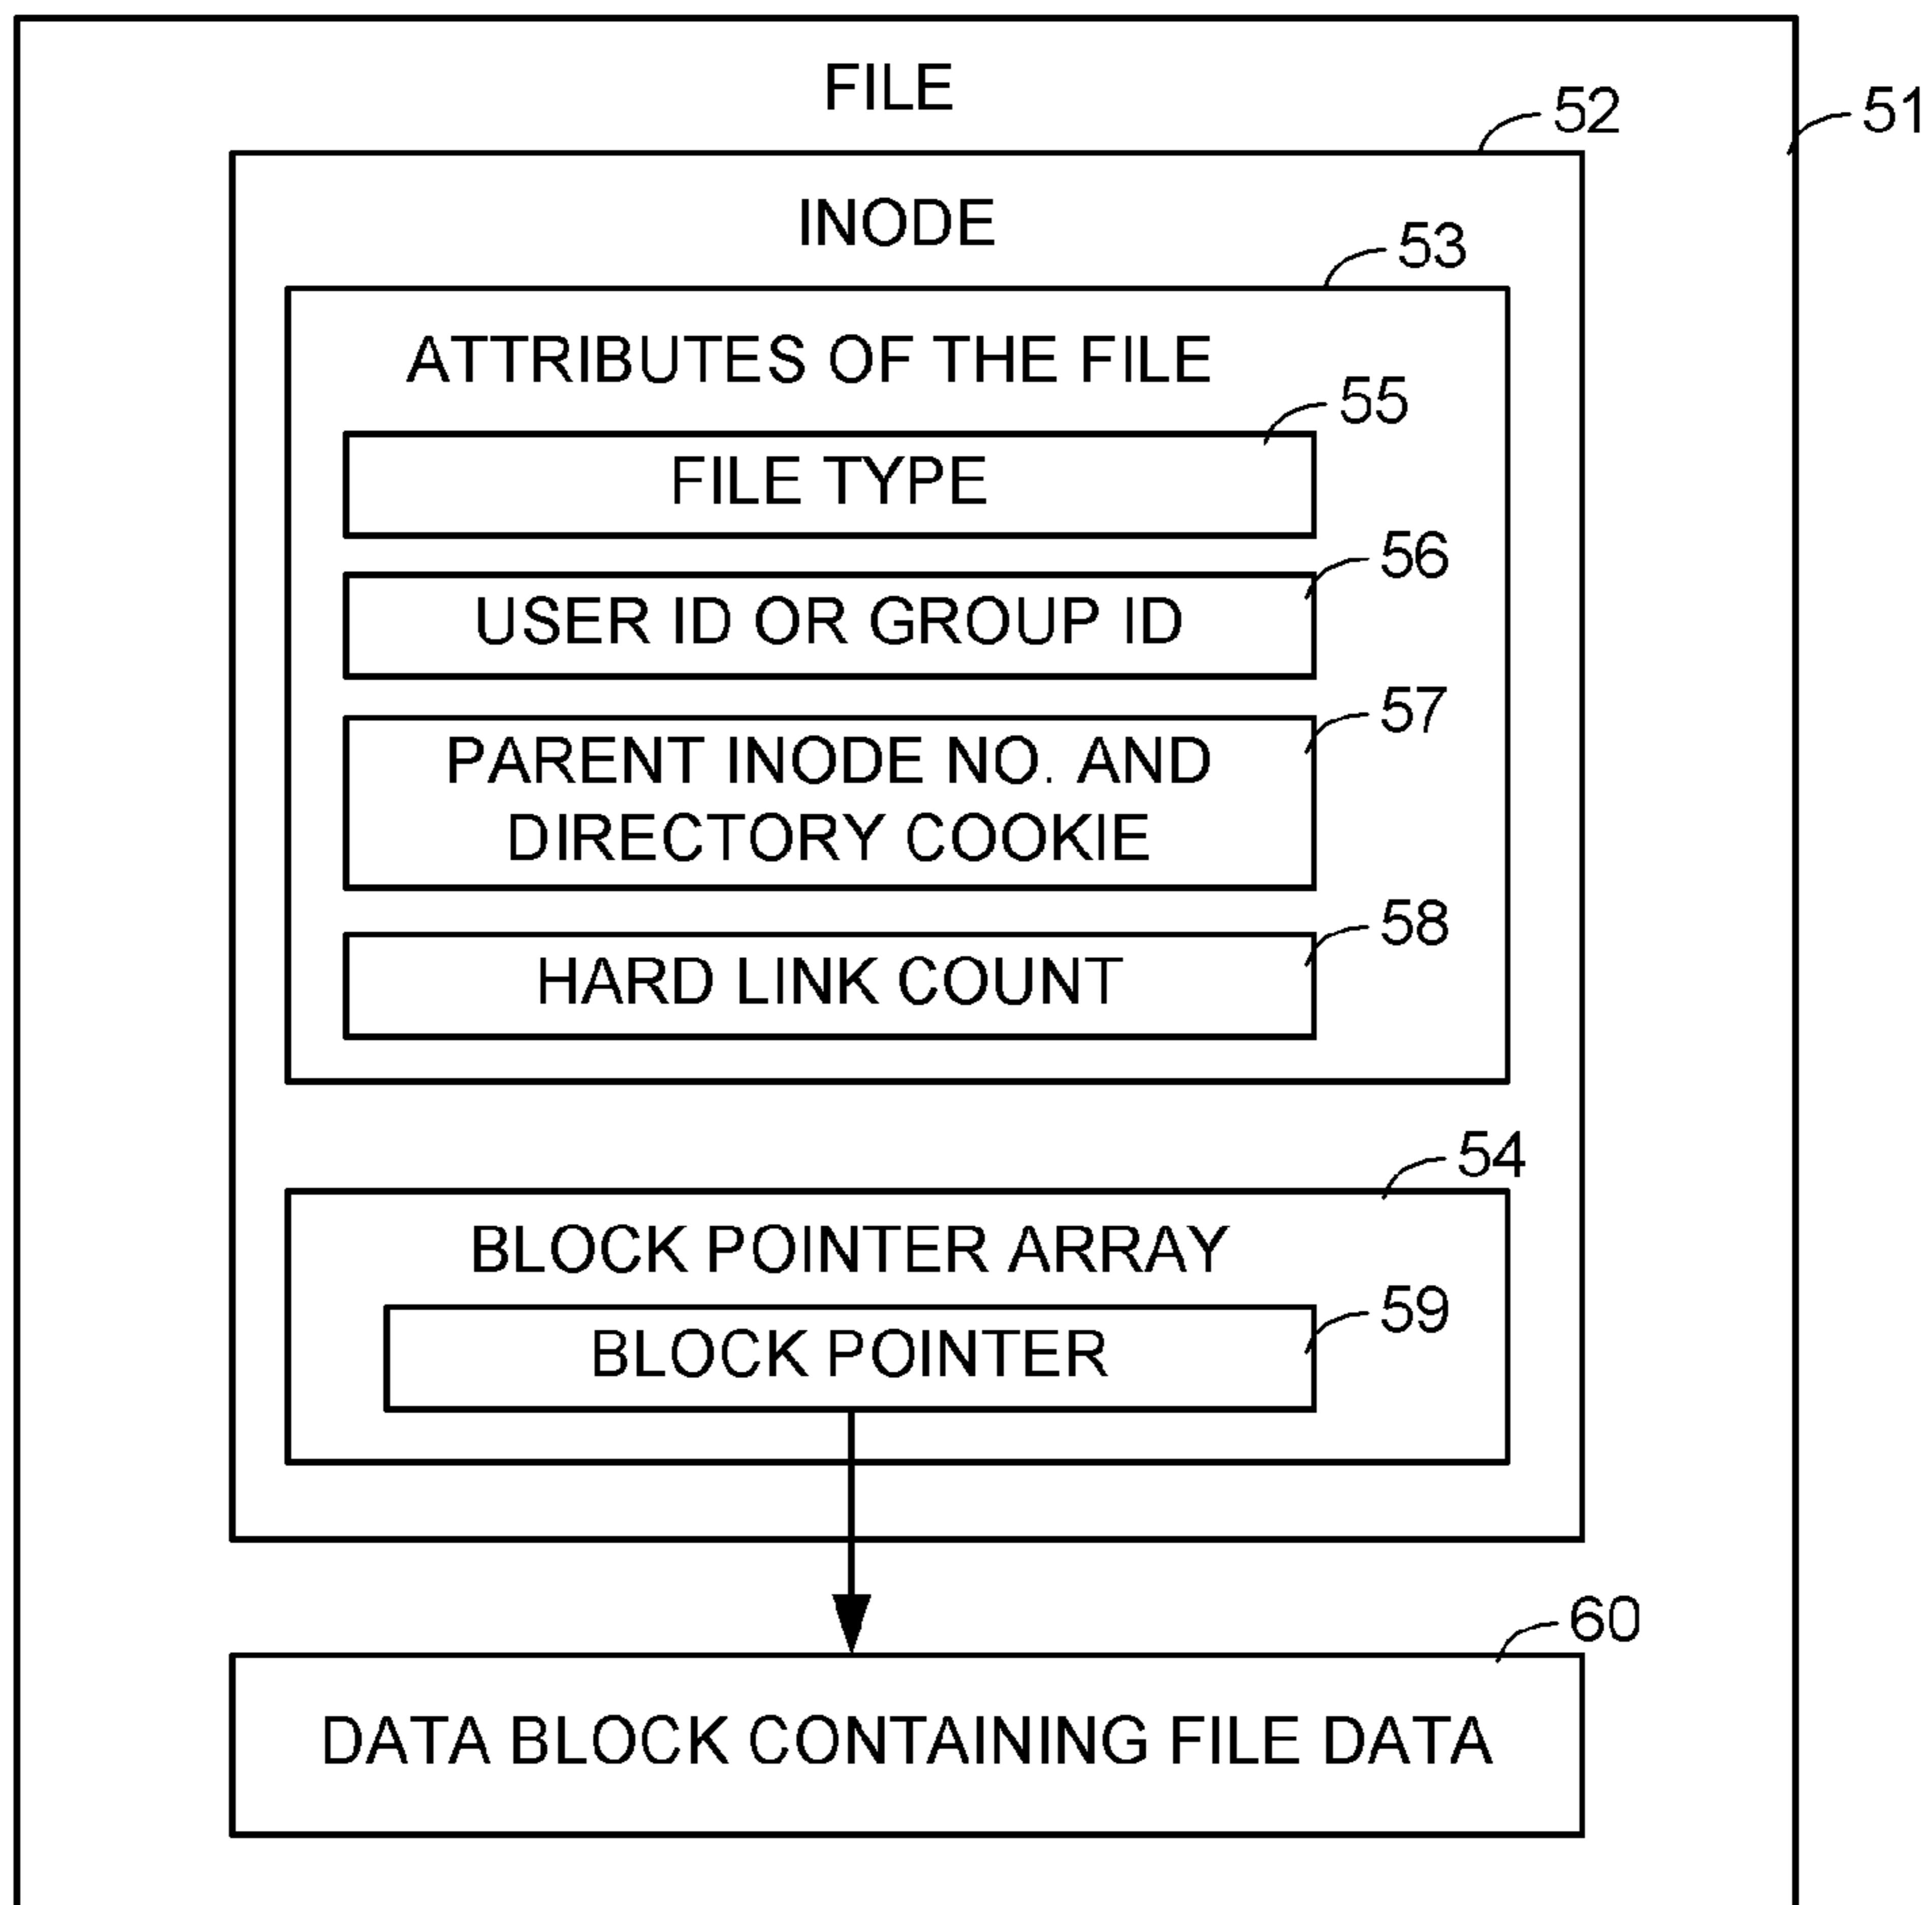 FILE
52
51
INODE
53
ATTRIBUTES OF THE FILE
55
FILE TYPE
56
USER ID OR GROUP ID
57
PARENT INODE NO. AND
DIRECTORY COOKIE
58
HARD LINK COUNT
54
BLOCK POINTER ARRAY
59
BLOCK POINTER
60
DATA BLOCK CONTAINING FILE DATA